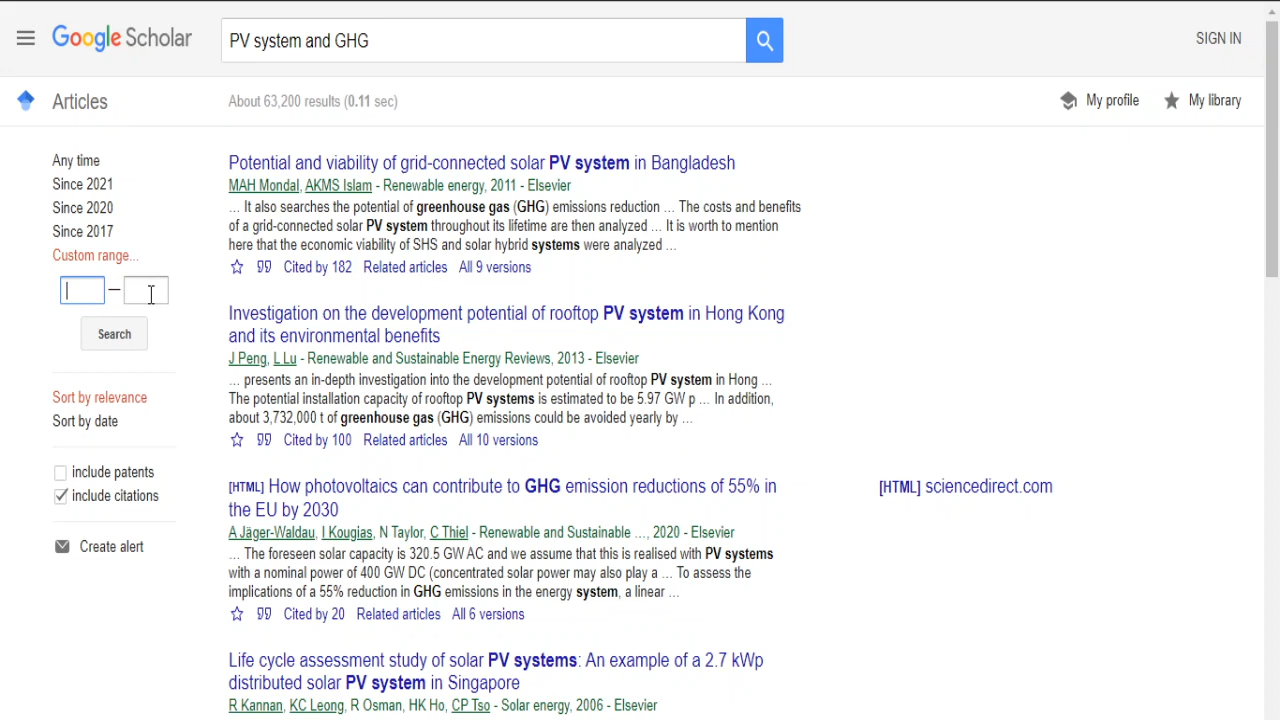 Google Scholar
PV system and GHG
SIGN IN
Articles
About 63,200 results (0.11 sec)
My profile
My library
Any time
Since 2021
Since 2020
Since 2017
Custom range...
—
Search
Sort by relevance
Sort by date
include patents
include citations
Create alert
Potential and viability of grid-connected solar PV system in Bangladesh
MAH Mondal, AKMS Islam - Renewable energy, 2011 - Elsevier
... It also searches the potential of greenhouse gas (GHG) emissions reduction ... The costs and benefits
of a grid-connected solar PV system throughout its lifetime are then analyzed ... It is worth to mention
here that the economic viability of SHS and solar hybrid systems were analyzed ...
Cited by 182 Related articles All 9 versions
Investigation on the development potential of rooftop PV system in Hong Kong
and its environmental benefits
J Peng, L Lu - Renewable and Sustainable Energy Reviews, 2013 - Elsevier
... presents an in-depth investigation into the development potential of rooftop PV system in Hong ...
The potential installation capacity of rooftop PV systems is estimated to be 5.97 GW p ... In addition,
about 3,732,000 t of greenhouse gas (GHG) emissions could be avoided yearly by ...
Cited by 100 Related articles All 10 versions
[HTML] How photovoltaics can contribute to GHG emission reductions of 55% in
the EU by 2030
[HTML] sciencedirect.com
A Jäger-Waldau, I Kougias, N Taylor, C Thiel - Renewable and Sustainable ..., 2020 - Elsevier
... The foreseen solar capacity is 320.5 GW AC and we assume that this is realised with PV systems
with a nominal power of 400 GW DC (concentrated solar power may also play a ... To assess the
implications of a 55% reduction in GHG emissions in the energy system, a linear ...
Cited by 20 Related articles All 6 versions
Life cycle assessment study of solar PV systems: An example of a 2.7 kWp
distributed solar PV system in Singapore
R Kannan, KC Leong, R Osman, HK Ho, CP Tso - Solar energy, 2006 - Elsevier